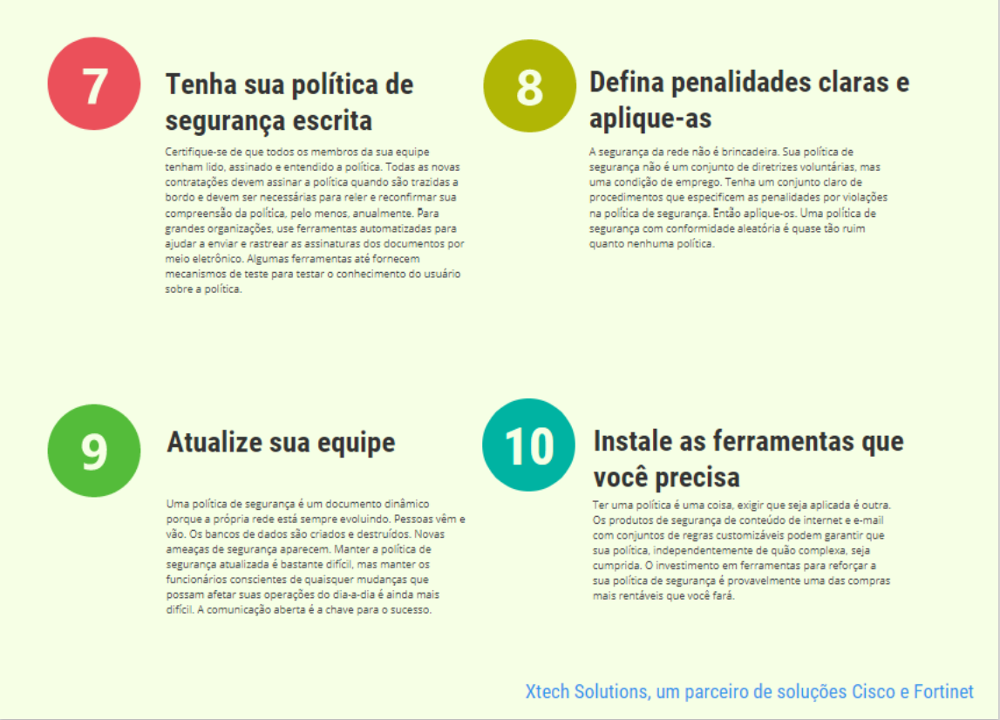 7
Tenha sua política de
segurança escrita
Certifique-se de que todos os membros da sua equipe
tenham lido, assinado e entendido a política. Todas as novas
contratações devem assinar a política quando são trazidas a
bordo e devem ser necessárias para reler e reconfirmar sua
compreensão da política, pelo menos, anualmente. Para
grandes organizações, use ferramentas automatizadas para
ajudar a enviar e rastrear as assinaturas dos documentos por
meio eletrônico. Algumas ferramentas até fornecem
mecanismos de teste para testar o conhecimento do usuário
sobre a política.
8
Defina penalidades claras e
aplique-as
A segurança da rede não é brincadeira. Sua política de
segurança não é um conjunto de diretrizes voluntárias, mas
uma condição de emprego. Tenha um conjunto claro de
procedimentos que especificem as penalidades por violações
na política de segurança. Então aplique-os. Uma política de
segurança com conformidade aleatória é quase tão ruim
quanto nenhuma política.
9
Atualize sua equipe
Uma política de segurança é um documento dinâmico
porque a própria rede está sempre evoluindo. Pessoas vêm e
vão. Os bancos de dados são criados e destruídos. Novas
ameaças de segurança aparecem. Manter a política de
segurança atualizada é bastante difícil, mas manter os
funcionários conscientes de quaisquer mudanças que
possam afetar suas operações do dia-a-dia é ainda mais
difícil. A comunicação aberta é a chave para o sucesso.
10
Instale as ferramentas que
você precisa
Ter uma política é uma coisa, exigir que seja aplicada é outra.
Os produtos de segurança de conteúdo de internet e e-mail
com conjuntos de regras customizáveis podem garantir que
sua política, independentemente de quão complexa, seja
cumprida. O investimento em ferramentas para reforçar a
sua política de segurança é provavelmente uma das compras
mais rentáveis que você fará.
Xtech Solutions, um parceiro de soluções Cisco e Fortinet